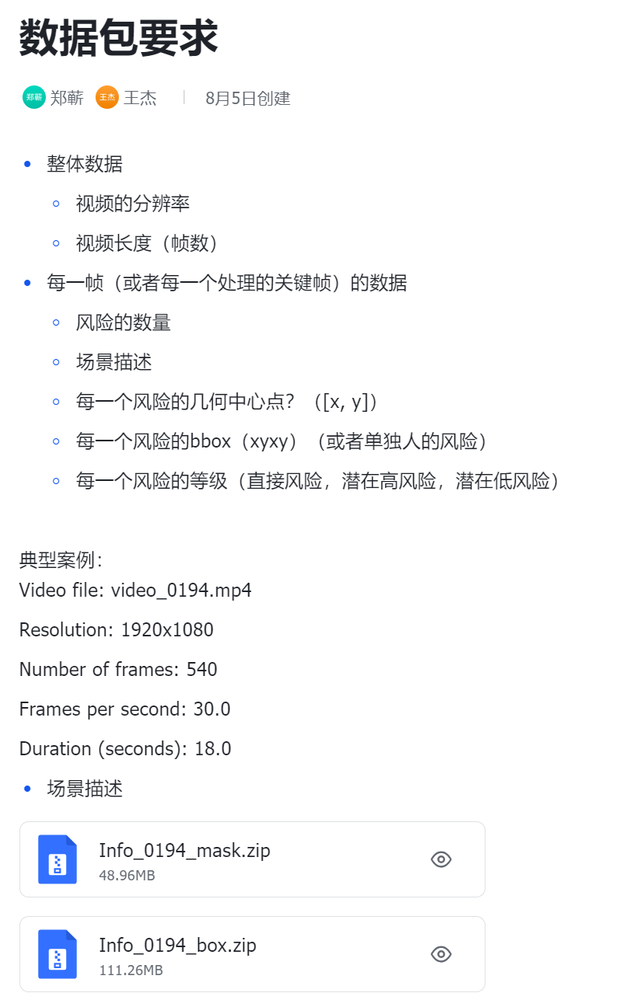 数据包要求
郑蕲 郑蕲 王杰 王杰 8月5日创建
整体数据
视频的分辨率
视频长度（帧数）
每一帧（或者每一个处理的关键帧）的数据
风险的数量
场景描述
每一个风险的几何中心点？（[x, y]）
每一个风险的bbox（xyxy）（或者单独人的风险）
每一个风险的等级（直接风险，潜在高风险，潜在低风险）
典型案例：
Video file: video_0194.mp4
Resolution: 1920x1080
Number of frames: 540
Frames per second: 30.0
Duration (seconds): 18.0
场景描述
Info_0194_mask.zip
48.96MB
Info_0194_box.zip
111.26MB